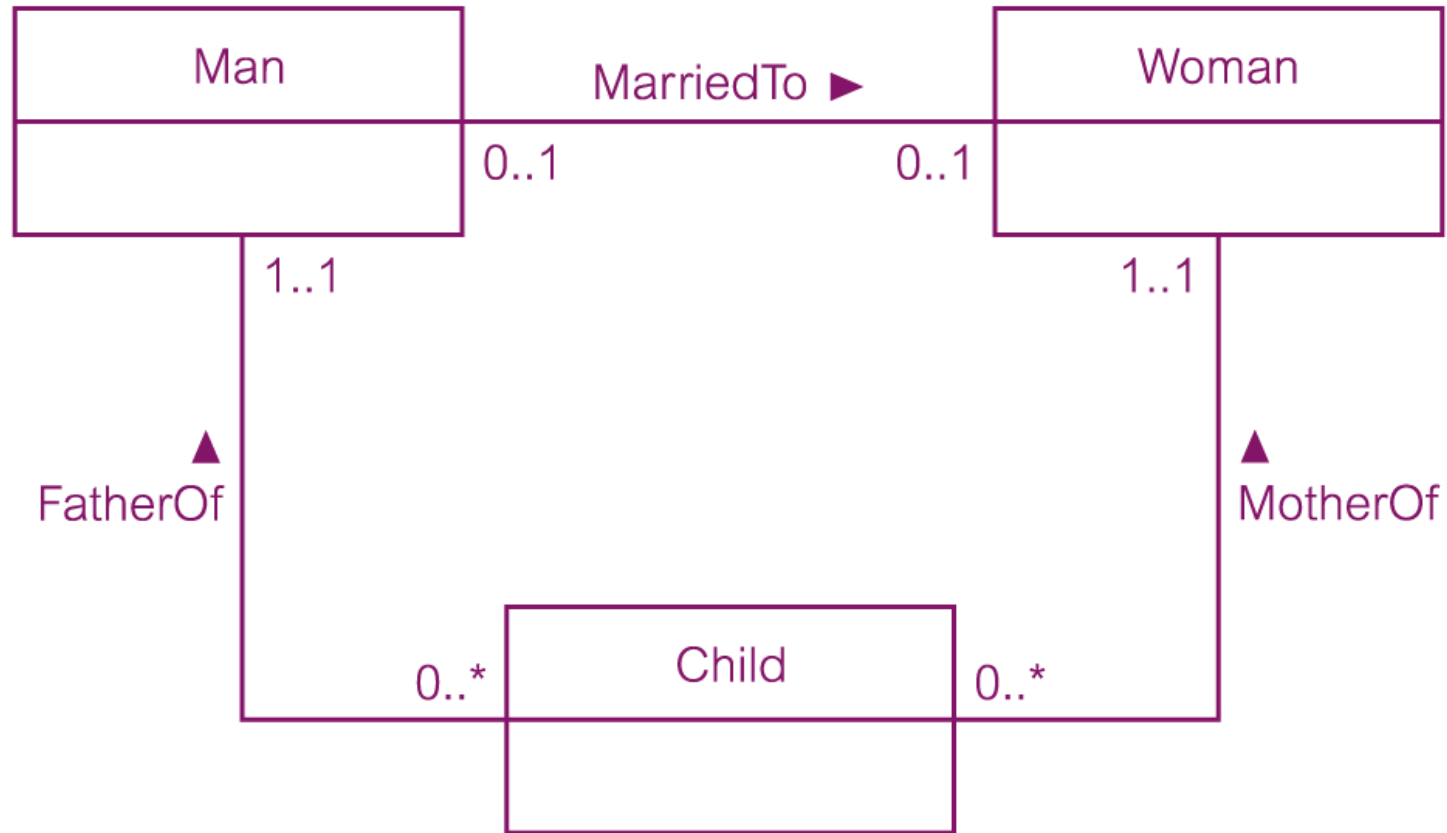 Man
MarriedTo ►
Woman
0..1
0..1
1..1
1..1
▲
FatherOf
▲
MotherOf
0..*
Child
0..*